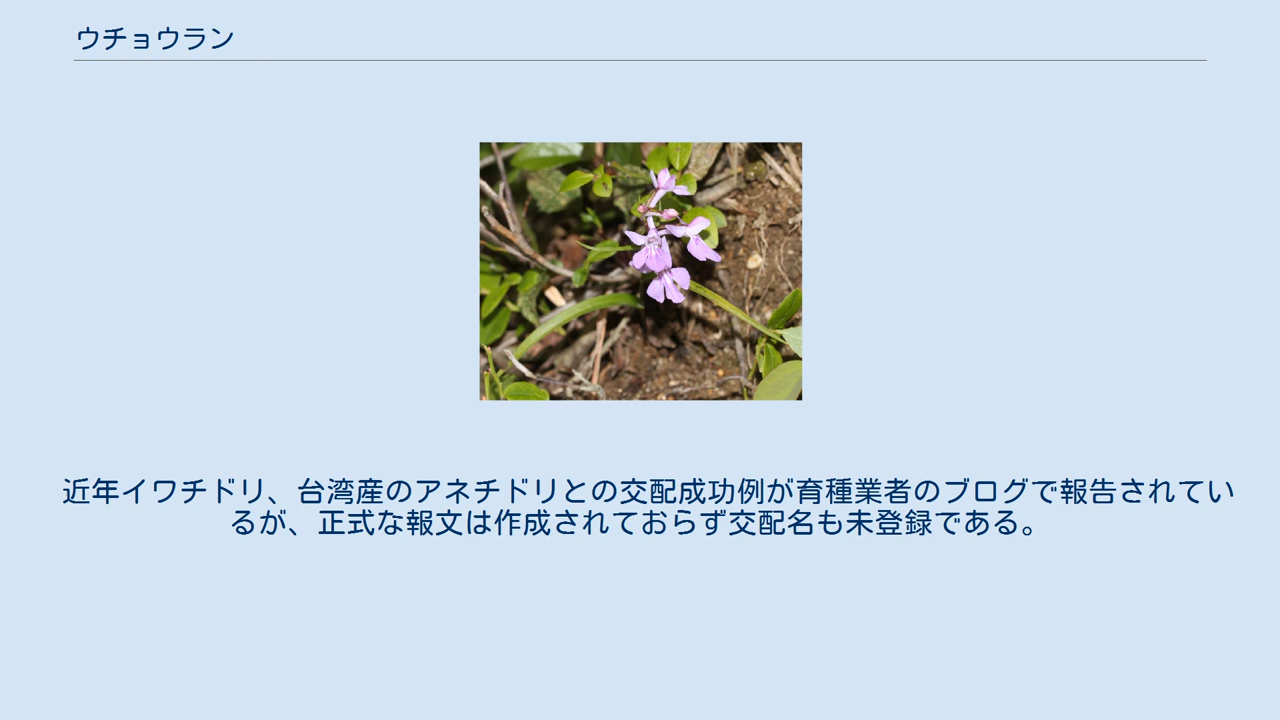 ウチョウラン
近年イワチドリ、台湾産のアネチドリとの交配成功例が育種業者のブログで報告されてい
るが、正式な報文は作成されておらず交配名も未登録である。